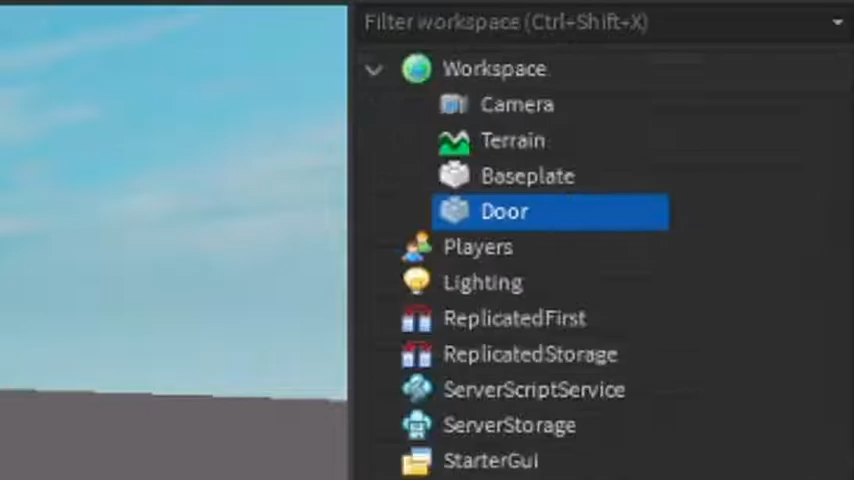 Filter workspace (Ctrl+Shift+X)
Workspace
Camera
Terrain
Baseplate
Door
Players
Lighting
ReplicatedFirst
ReplicatedStorage
ServerScriptService
ServerStorage
StarterGui